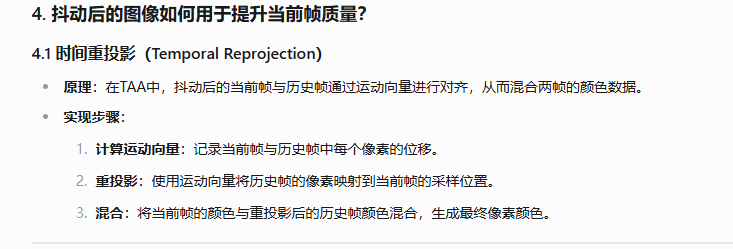 4. 抖动后的图像如何用于提升当前帧质量？
4.1 时间重投影（Temporal Reprojection）
• 原理：在TAA中，抖动后的当前帧与历史帧通过运动向量进行对齐，从而混合两帧的颜色数据。
• 实现步骤：
1. 计算运动向量：记录当前帧与历史帧中每个像素的位移。
2. 重投影：使用运动向量将历史帧的像素映射到当前帧的采样位置。
3. 混合：将当前帧的颜色与重投影后的历史帧颜色混合，生成最终像素颜色。